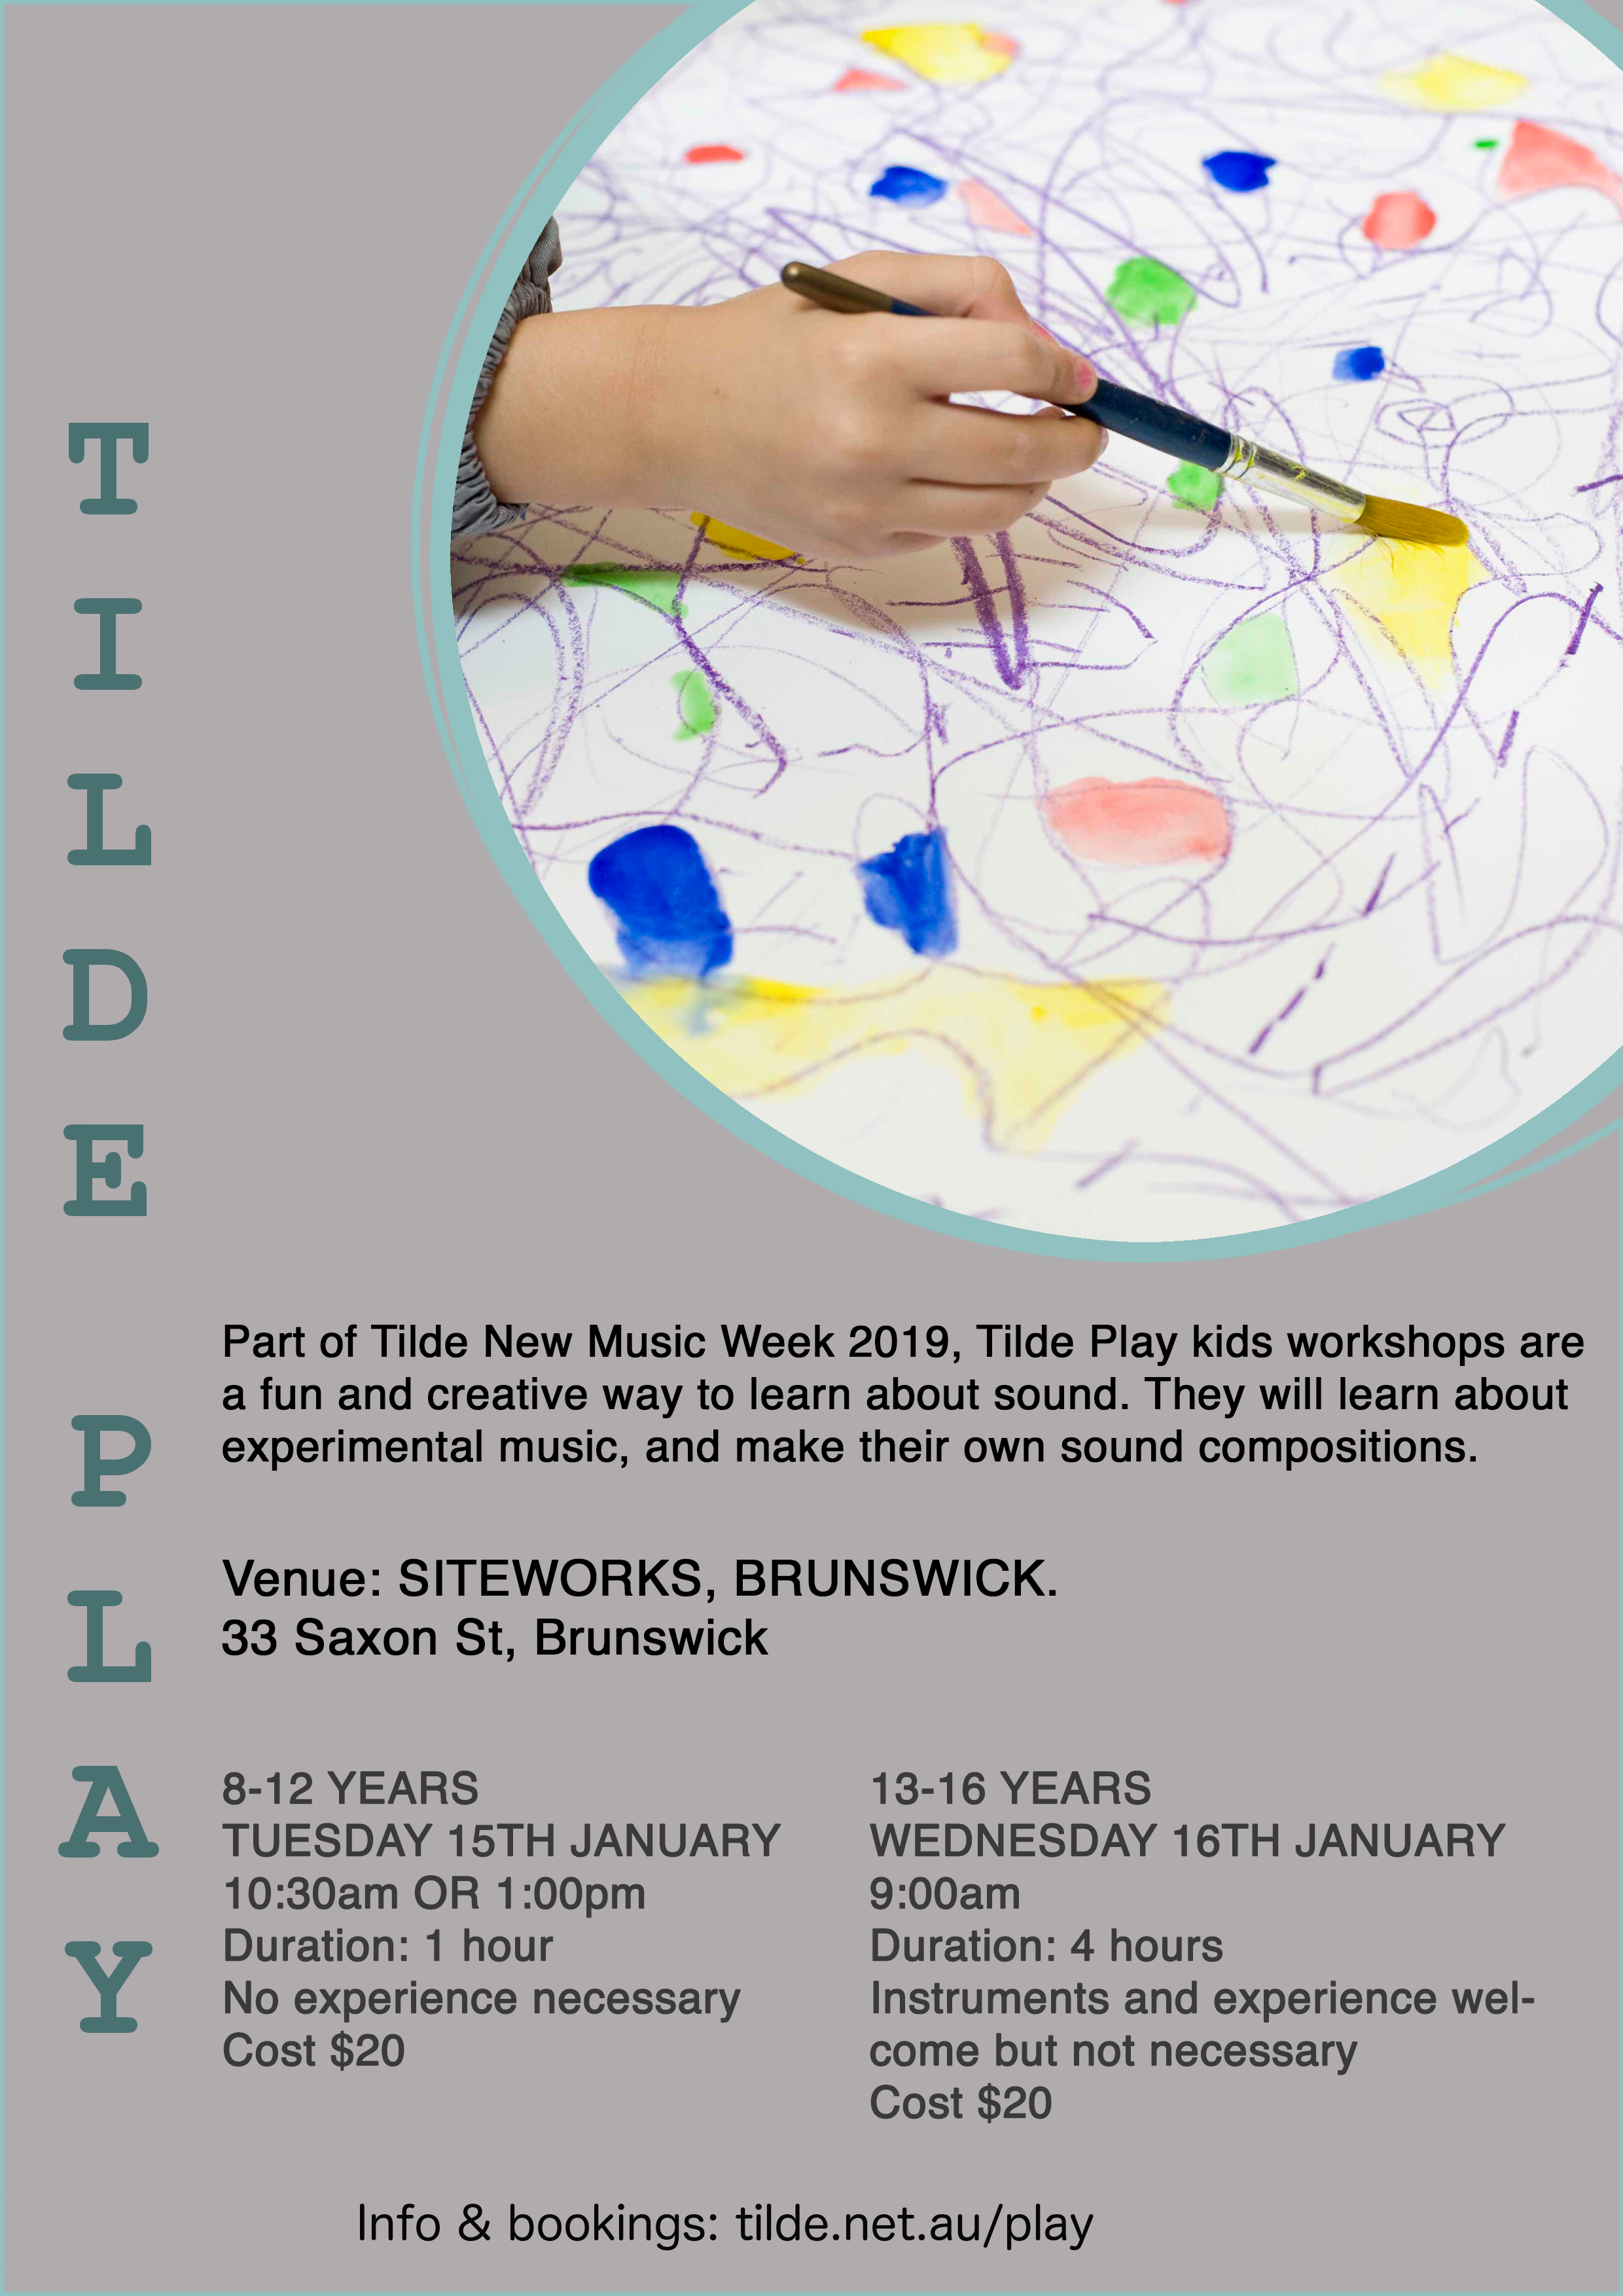 TILDE PLAY
Part of Tilde New Music Week 2019, Tilde Play kids workshops are
a fun and creative way to learn about sound. They will learn about
experimental music, and make their own sound compositions.
Venue: SITEWORKS, BRUNSWICK.
33 Saxon St, Brunswick
8-12 YEARS
TUESDAY 15TH JANUARY
10:30am OR 1:00pm
Duration: 1 hour
No experience necessary
Cost $20
13-16 YEARS
WEDNESDAY 16TH JANUARY
9:00am
Duration: 4 hours
Instruments and experience wel-
come but not necessary
Cost $20
Info & bookings: tilde.net.au/play